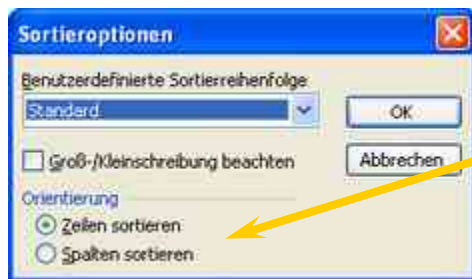 Sortieroptionen
Benutzerdefinierte Sortierreihenfolge
Standard
OK
Groß-/Kleinschreibung beachten
Abbrechen
Orientierung
Zeilen sortieren
Spalten sortieren